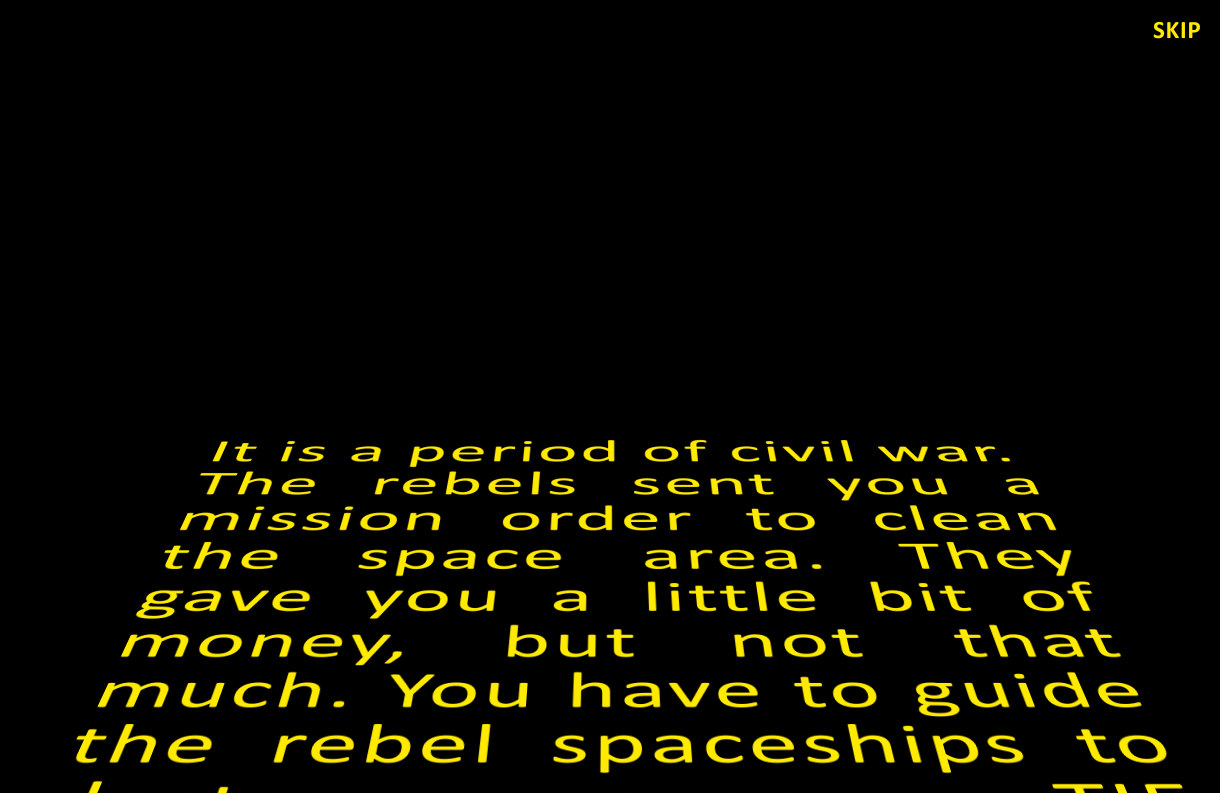 SKIP
It is a period of civil war.
The rebels sent you a
mission order to clean
the space area. They
gave you a little bit of
money, but not that
much. You have to guide
the rebel spaceships to